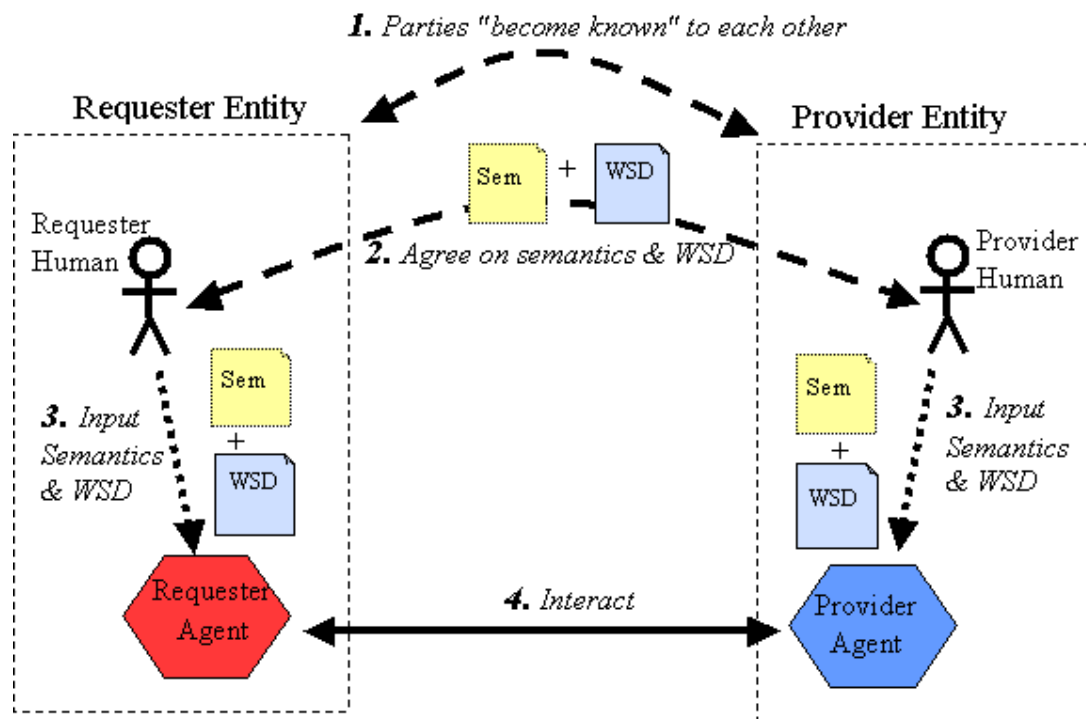 1. Parties "become known" to each other
Requester Entity
Provider Entity
Sem
+
WSD
Requester
Human
Provider
Human
2. Agree on semantics & WSD
Sem
+
WSD
3. Input
Semantics
& WSD
Sem
+
WSD
3. Input
Semantics
& WSD
Requester
Agent
4. Interact
Provider
Agent